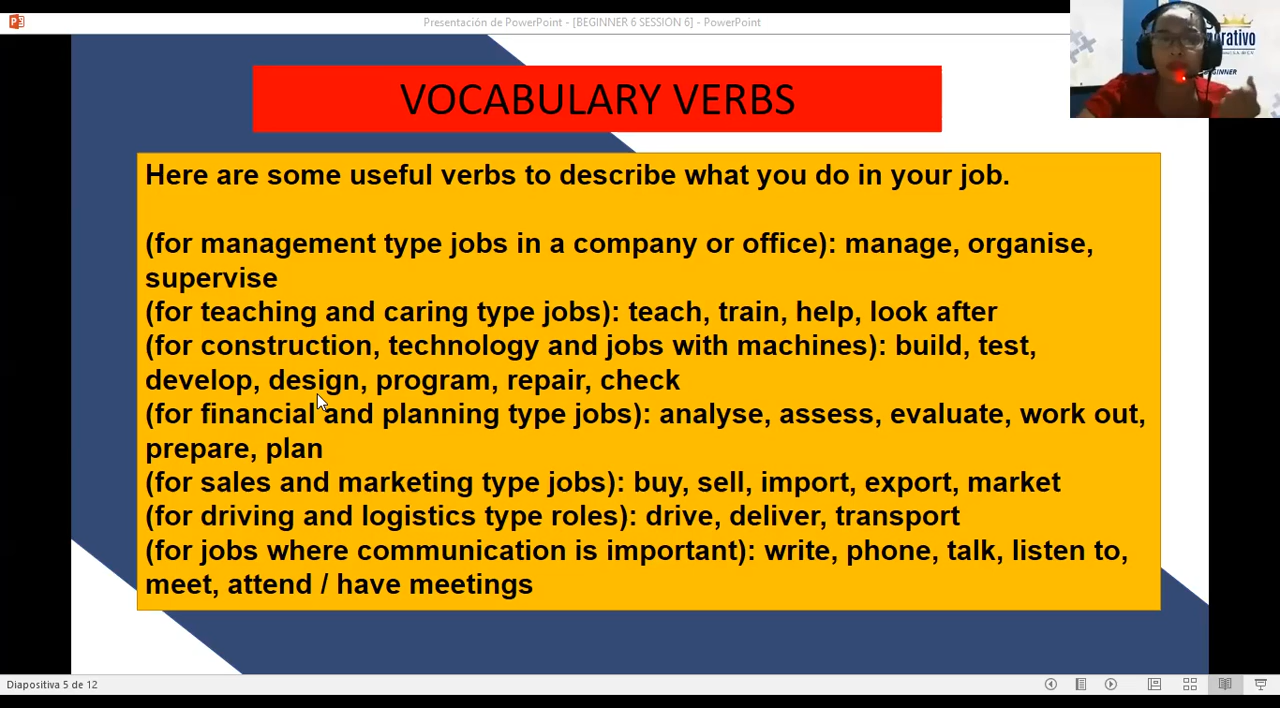 Presentación de PowerPoint - [BEGINNER 6 SESSION 6] - PowerPoint
VOCABULARY VERBS
Here are some useful verbs to describe what you do in your job.
(for management type jobs in a company or office): manage, organise,
supervise
(for teaching and caring type jobs): teach, train, help, look after
(for construction, technology and jobs with machines): build, test,
develop, design, program, repair, check
(for financial and planning type jobs): analyse, assess, evaluate, work out,
prepare, plan
(for sales and marketing type jobs): buy, sell, import, export, market
(for driving and logistics type roles): drive, deliver, transport
(for jobs where communication is important): write, phone, talk, listen to,
meet, attend / have meetings
Diapositiva 5 de 12